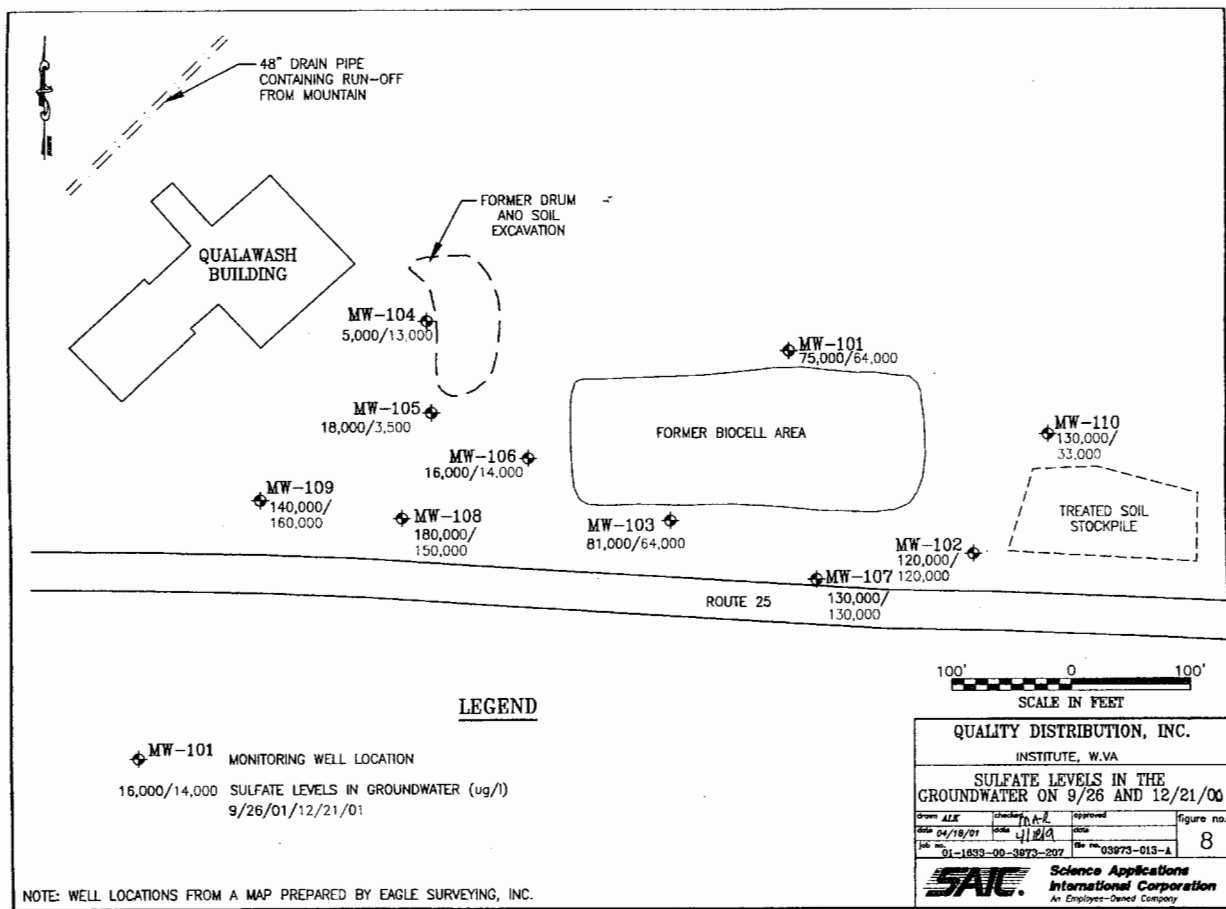 48" DRAIN PIPE
CONTAINING RUN-OFF
FROM MOUNTAIN
FORMER DRUM
AND SOIL
EXCAVATION
QUALAWASH
BUILDING
MW-104
5,000/13,000
MW-101
75,000/64,000
MW-105
18,000/3,500
FORMER BIOCELL AREA
MW-110
130,000/
33,000
MW-106
16,000/14,000
MW-109
140,000/
160,000
MW-108
180,000/
150,000
MW-103
81,000/64,000
TREATED SOIL
STOCKPILE
MW-102
120,000/
120,000
MW-107
130,000/
130,000
ROUTE 25
100' 0 100'
SCALE IN FEET
LEGEND
MW-101 MONITORING WELL LOCATION
16,000/14,000 SULFATE LEVELS IN GROUNDWATER (ug/l)
9/26/01/12/21/01
QUALITY DISTRIBUTION, INC.
INSTITUTE, W.VA
SULFATE LEVELS IN THE
GROUNDWATER ON 9/26 AND 12/21/00
drawn ALK checked MAR approved figure no.
date 04/18/01 date date 8
job no. 01-1633-00-3973-207 file no. 03973-013-A
SAIC. Science Applications
International Corporation
An Employee-Owned Company
NOTE: WELL LOCATIONS FROM A MAP PREPARED BY EAGLE SURVEYING, INC.